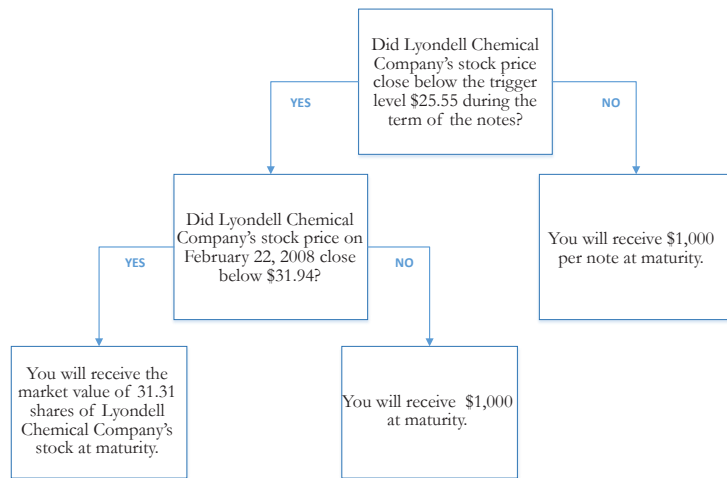 Did Lyondell Chemical
Company's stock price
close below the trigger
level $25.55 during the
term of the notes?
YES
NO
Did Lyondell Chemical
Company's stock price on
February 22, 2008 close
below $31.94?
You will receive $1,000
per note at maturity.
YES
NO
You will receive the
market value of 31.31
shares of Lyondell
Chemical Company's
stock at maturity.
You will receive $1,000
at maturity.